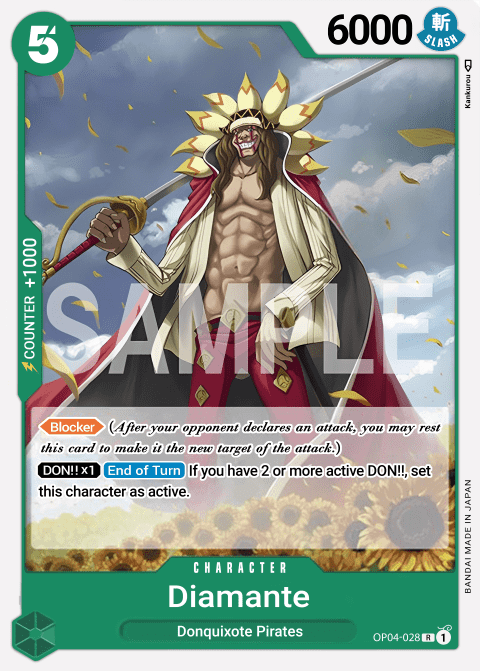 5
6000
斬
SLASH
Kankurou
COUNTER +1000
SAMPLE
Blocker (After your opponent declares an attack, you may rest
this card to make it the new target of the attack.)
DON!!×1 End of Turn If you have 2 or more active DON!!, set
this character as active.
BANDAI MADE IN JAPAN
CHARACTER
Diamante
Donquixote Pirates
OP04-028 R 1